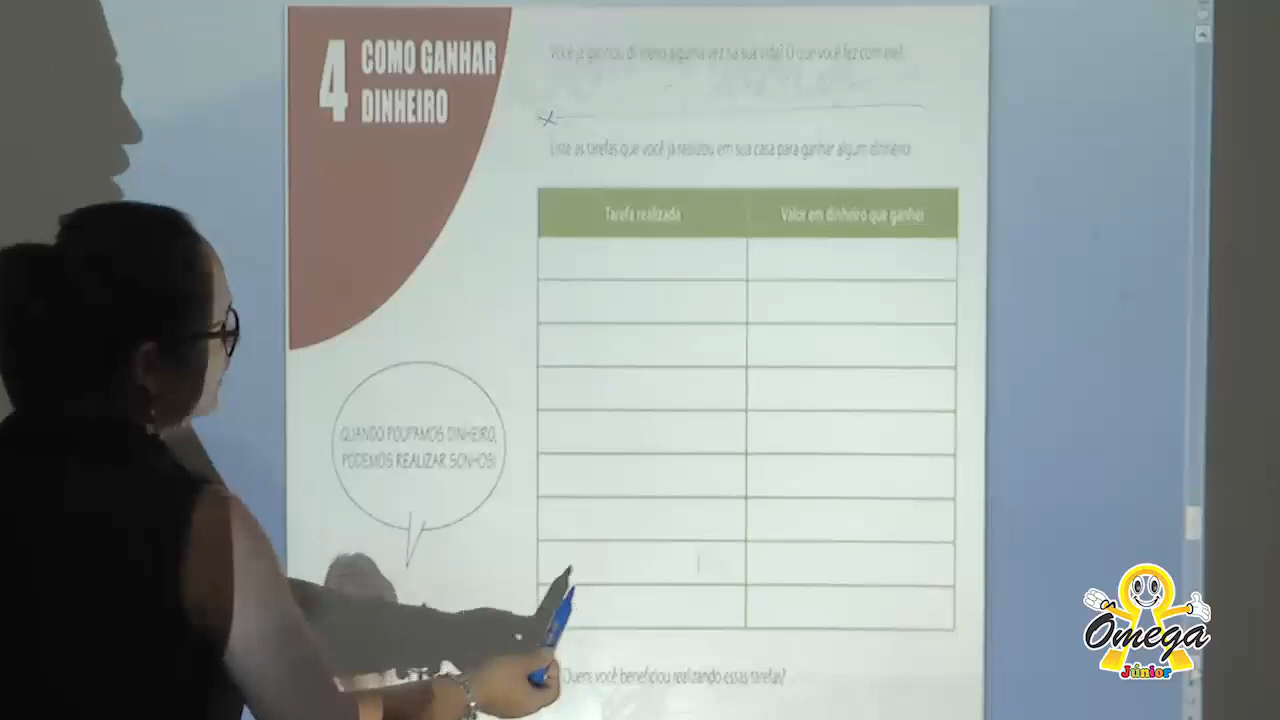 4 COMO GANHAR
DINHEIRO
Você já ganhou dinheiro alguma vez na sua vida? O que você fez com ele?
Liste as tarefas que você já realizou em sua casa para ganhar algum dinheiro
Tarefa realizada
Valor em dinheiro que ganhei
QUANDO POUPAMOS DINHEIRO,
PODEMOS REALIZAR SONHOS!
Quem você beneficiou realizando essas tarefas?
Ômega
Júnior